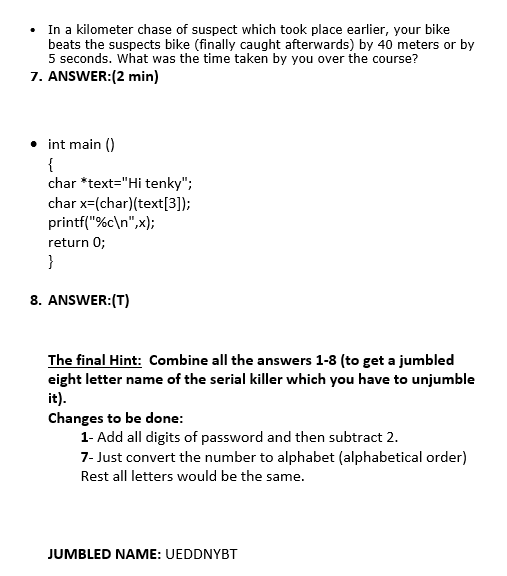 • In a kilometer chase of suspect which took place earlier, your bike
beats the suspects bike (finally caught afterwards) by 40 meters or by
5 seconds. What was the time taken by you over the course?
7. ANSWER:(2 min)
• int main ()
{
char *text="Hi tenky";
char x=(char)(text[3]);
printf("%c\n",x);
return 0;
}
8. ANSWER:(T)
The final Hint: Combine all the answers 1-8 (to get a jumbled
eight letter name of the serial killer which you have to unjumble
it).
Changes to be done:
1- Add all digits of password and then subtract 2.
7- Just convert the number to alphabet (alphabetical order)
Rest all letters would be the same.
JUMBLED NAME: UEDDNYBT